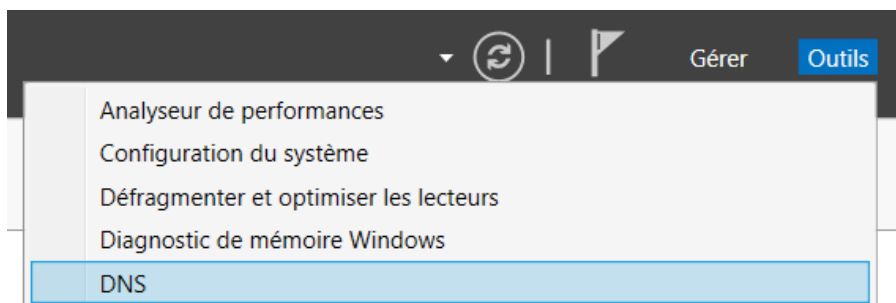 Gérer Outils
Analyseur de performances
Configuration du système
Défragmenter et optimiser les lecteurs
Diagnostic de mémoire Windows
DNS